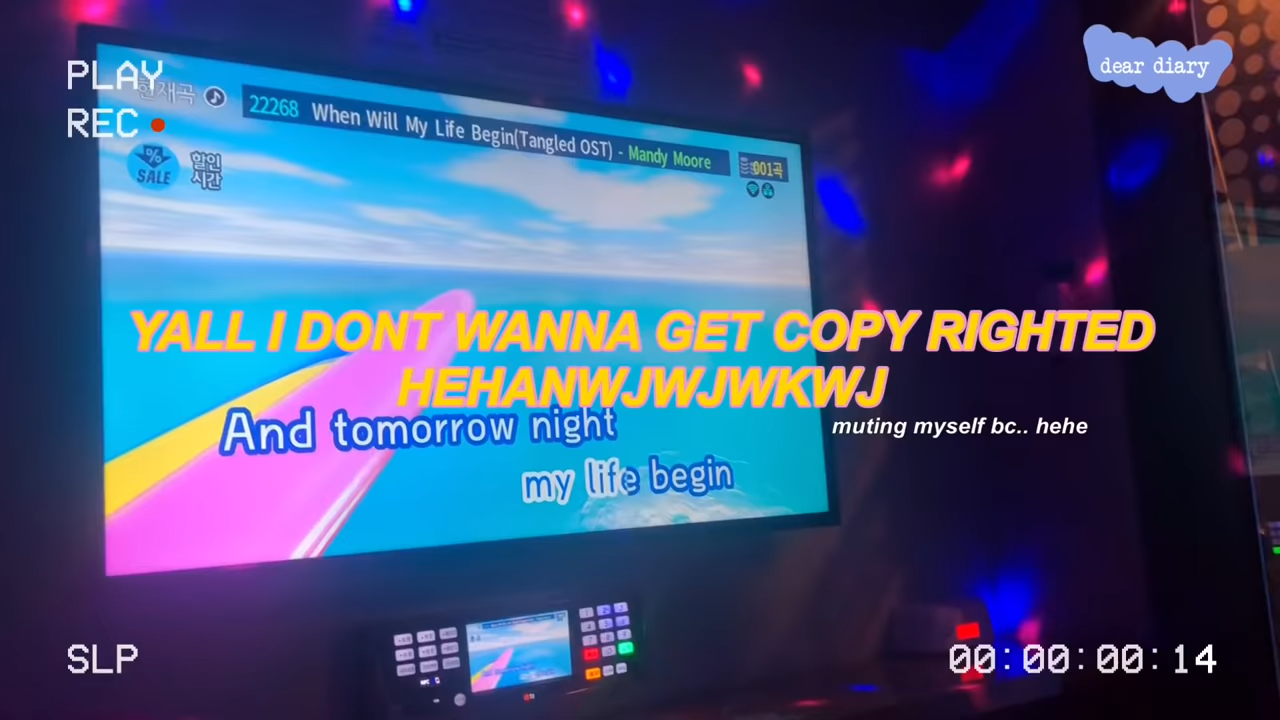 PLAY
REC
dear diary
현재곡
22268 When Will My Life Begin(Tangled OST) - Mandy Moore
001곡
% SALE
할인
시간
YALL I DONT WANNA GET COPY RIGHTED
HEHANWJWJWKWJ
muting myself bc.. hehe
And tomorrow night
my life begin
SLP
00:00:00:14